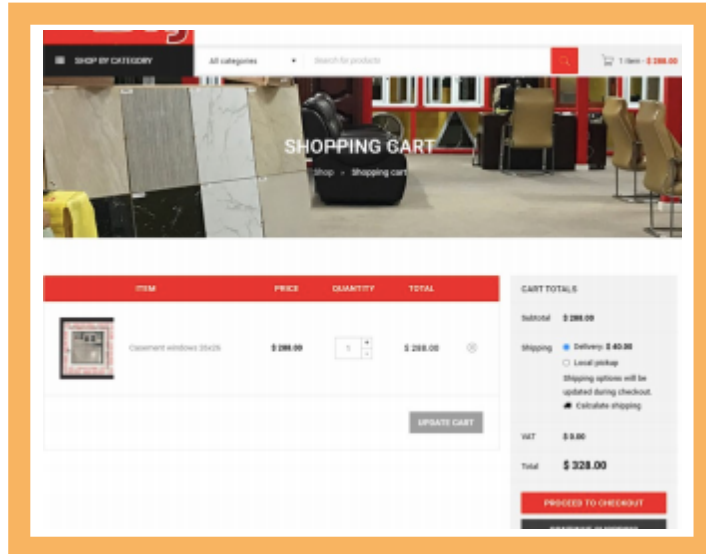 SHOP BY CATEGORY
All categories
Search for products
1 item - $ 288.00
SHOPPING CART
Shop
Shopping cart
ITEM PRICE QUANTITY TOTAL
Casement windows
$ 288.00 1 + - $ 288.00
UPDATE CART
CART TOTALS
Subtotal $ 288.00
Shipping Delivery: $ 40.00
Local pickup
Shipping options will be
updated during checkout.
Calculate shipping
VAT $ 0.00
Total $ 328.00
PROCEED TO CHECKOUT